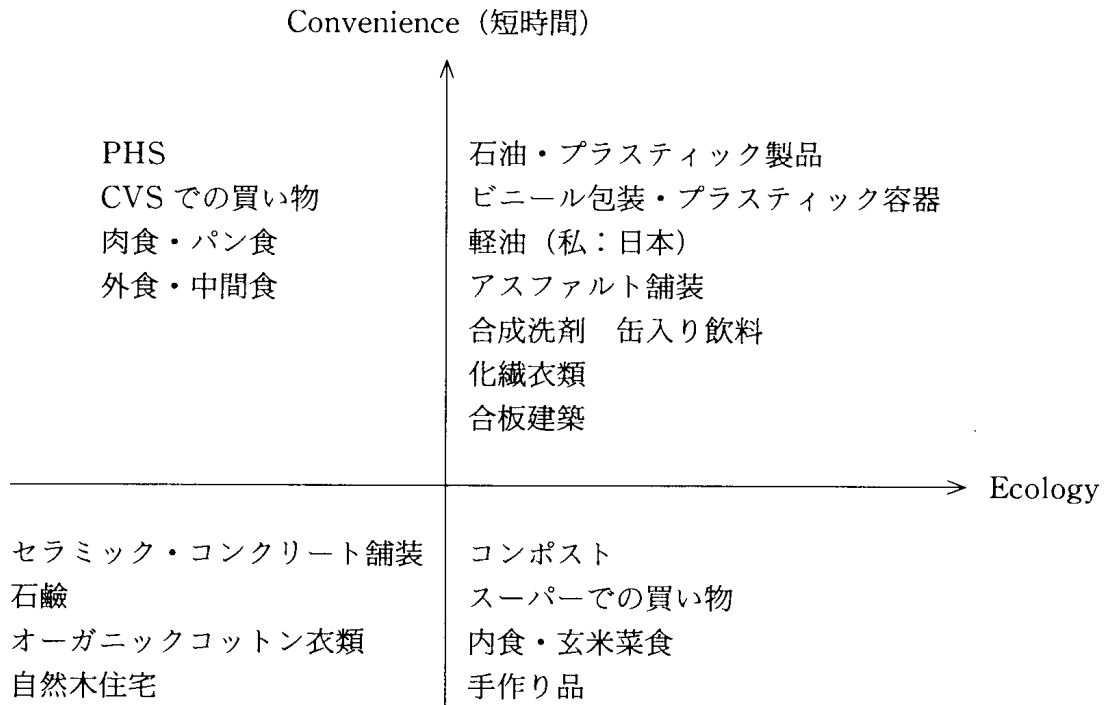 Convenience（短時間）
PHS
CVS での買い物
肉食・パン食
外食・中間食
石油・プラスティック製品
ビニール包装・プラスティック容器
軽油（私：日本）
アスファルト舗装
合成洗剤　缶入り飲料
化繊衣類
合板建築
Ecology
セラミック・コンクリート舗装
石鹼
オーガニックコットン衣類
自然木住宅
コンポスト
スーパーでの買い物
内食・玄米菜食
手作り品